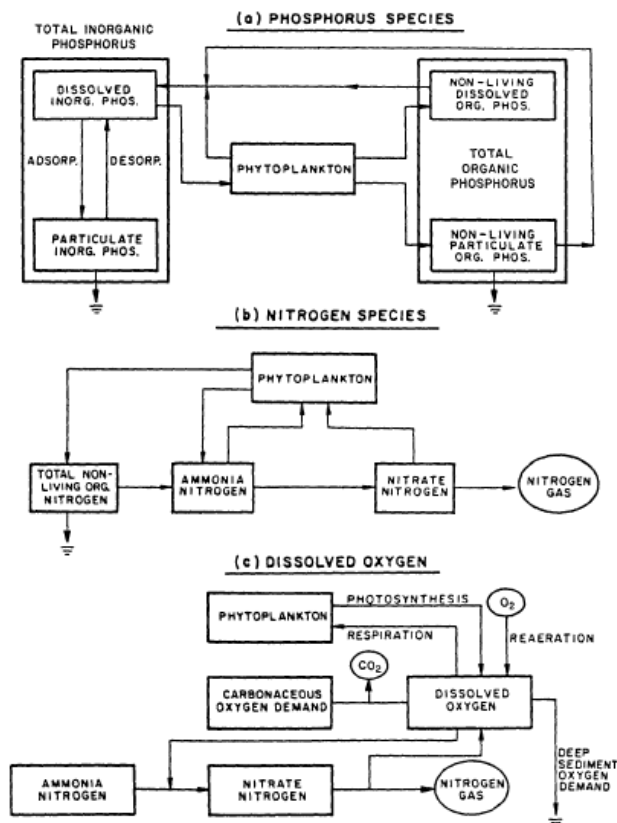 (a) PHOSPHORUS SPECIES
TOTAL INORGANIC
PHOSPHORUS
DISSOLVED
INORG. PHOS.
NON-LIVING
DISSOLVED
ORG. PHOS.
ADSORP.
DESORP.
PHYTOPLANKTON
TOTAL
ORGANIC
PHOSPHORUS
PARTICULATE
INORG. PHOS.
NON-LIVING
PARTICULATE
ORG. PHOS.
(b) NITROGEN SPECIES
PHYTOPLANKTON
TOTAL NON-
LIVING ORG.
NITROGEN
AMMONIA
NITROGEN
NITRATE
NITROGEN
NITROGEN
GAS
(c) DISSOLVED OXYGEN
PHYTOPLANKTON
PHOTOSYNTHESIS
RESPIRATION
O2
REAERATION
CO2
CARBONACEOUS
OXYGEN DEMAND
DISSOLVED
OXYGEN
DEEP
SEDIMENT
OXYGEN
DEMAND
AMMONIA
NITROGEN
NITRATE
NITROGEN
NITROGEN
GAS